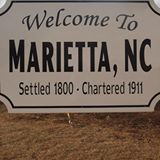 Welcome To
MARIETTA, NC
Settled 1800 - Chartered 1911